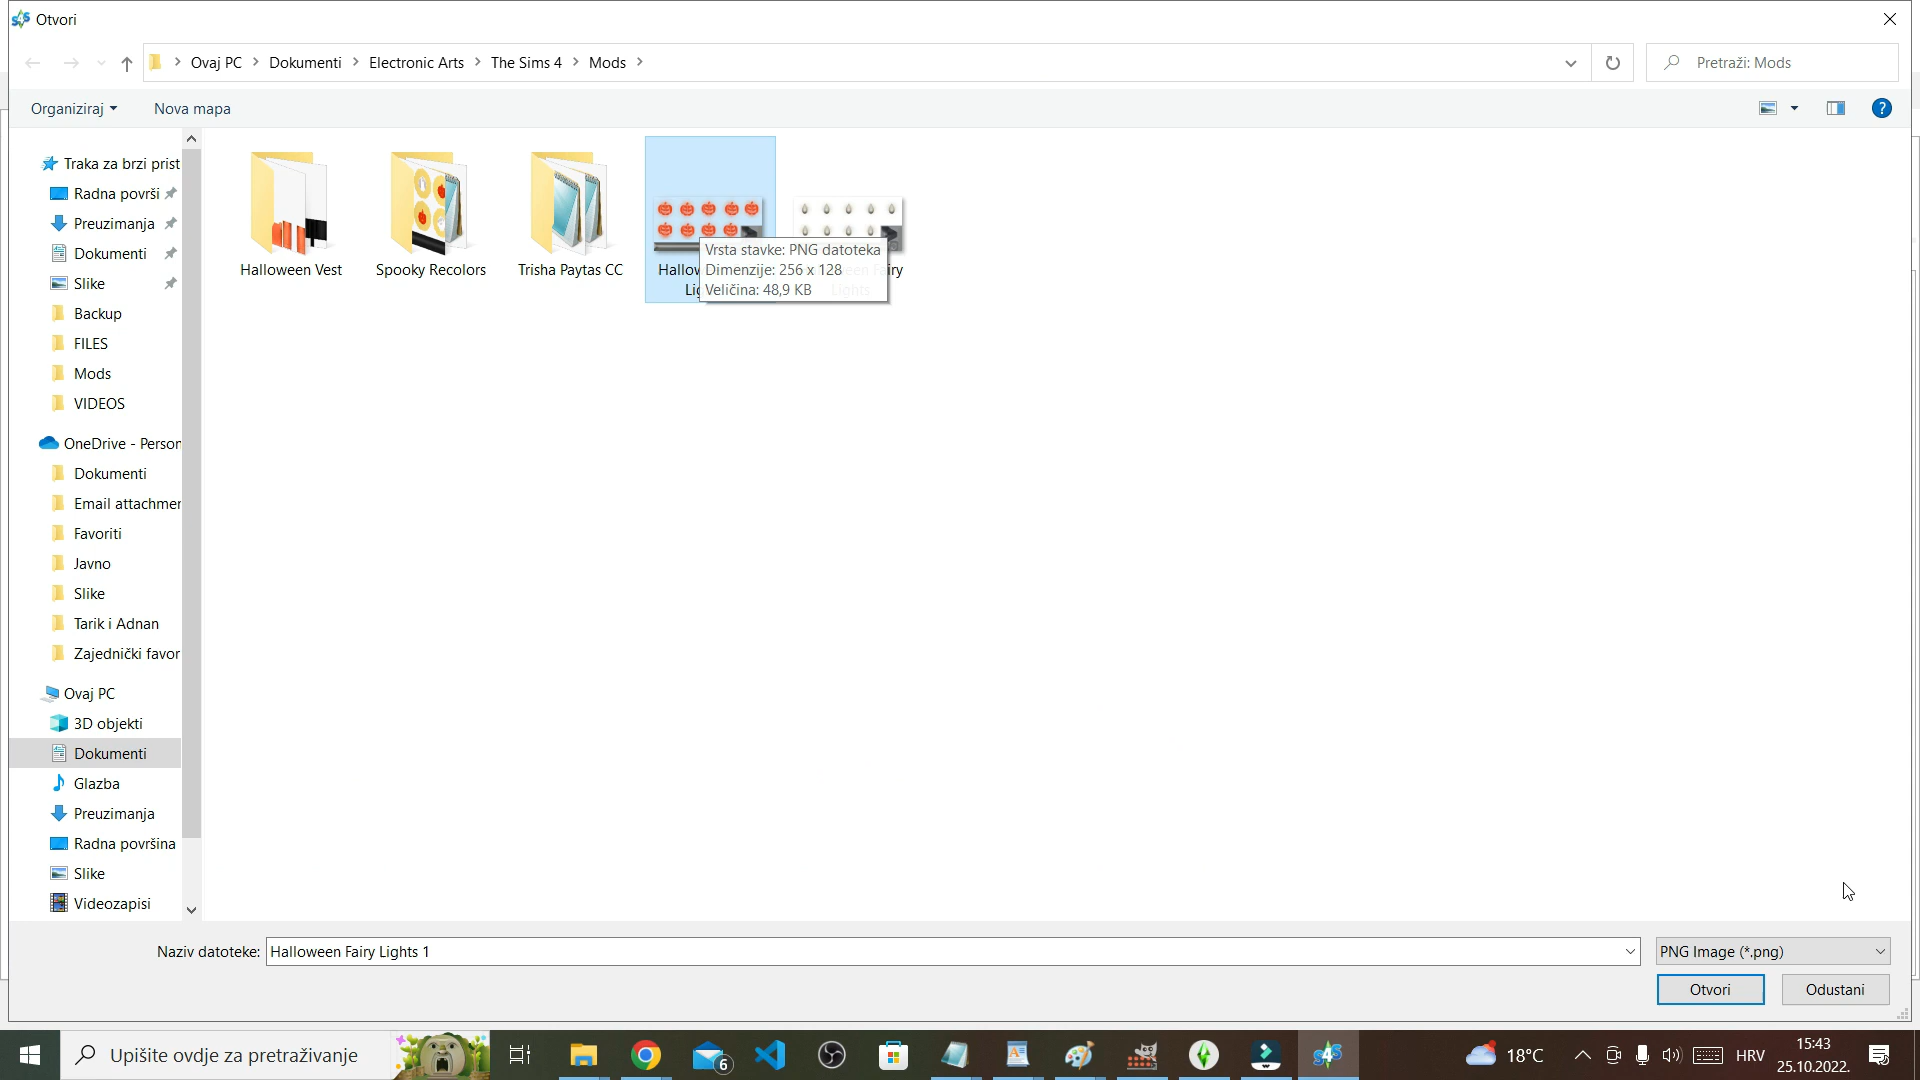 Otvori
Ovaj PC
Dokumenti
Electronic Arts
The Sims 4
Mods
Pretraži: Mods
Organiziraj
Nova mapa
Traka za brzi prist
Radna površi
Preuzimanja
Dokumenti
Slike
Backup
FILES
Mods
VIDEOS
OneDrive - Person
Dokumenti
Email attachmen
Favoriti
Javno
Slike
Tarik i Adnan
Zajednički favor
Ovaj PC
3D objekti
Dokumenti
Glazba
Preuzimanja
Radna površina
Slike
Videozapisi
Halloween Vest
Spooky Recolors
Trisha Paytas CC
Vrsta stavke: PNG datoteka
Dimenzije: 256 x 128
Veličina: 48,9 KB
Lights
Naziv datoteke:
Halloween Fairy Lights 1
PNG Image (*.png)
Otvori
Odustani
Upišite ovdje za pretraživanje
6
18°C
HRV
15:43
25.10.2022.